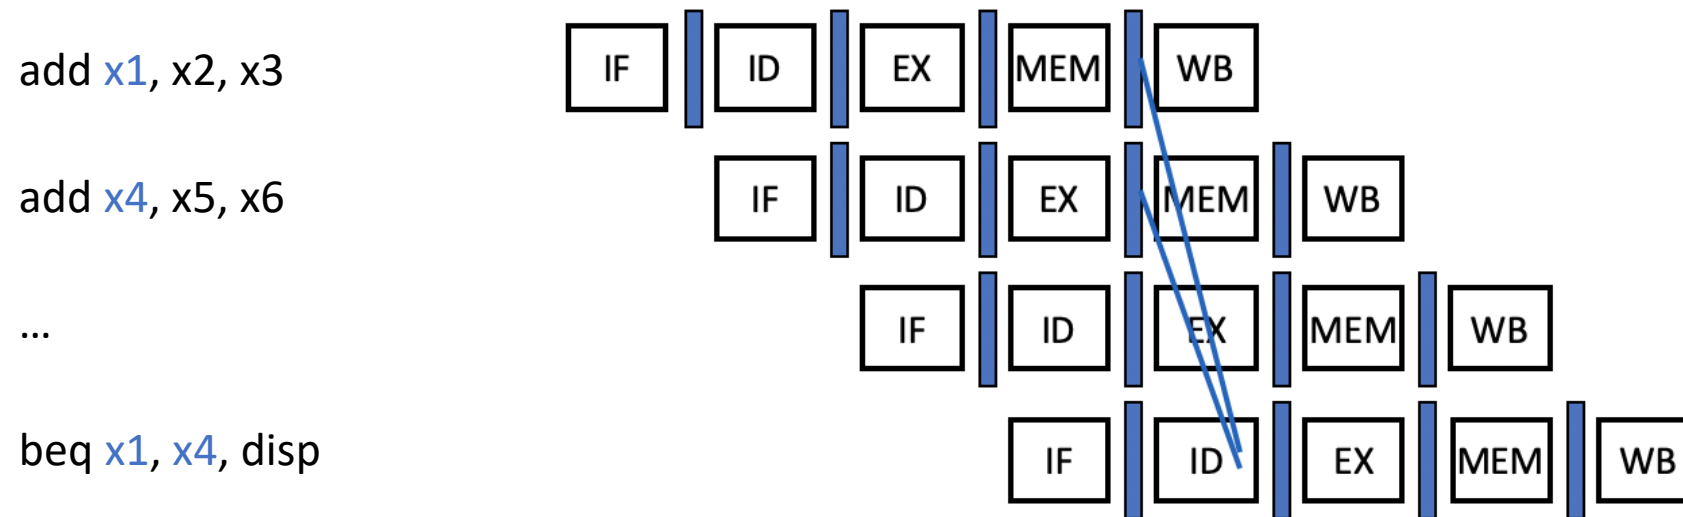 add x1, x2, x3 IF ID EX MEM WB
add x4, x5, x6 IF ID EX MEM WB
... IF ID EX MEM WB
beq x1, x4, disp IF ID EX MEM WB